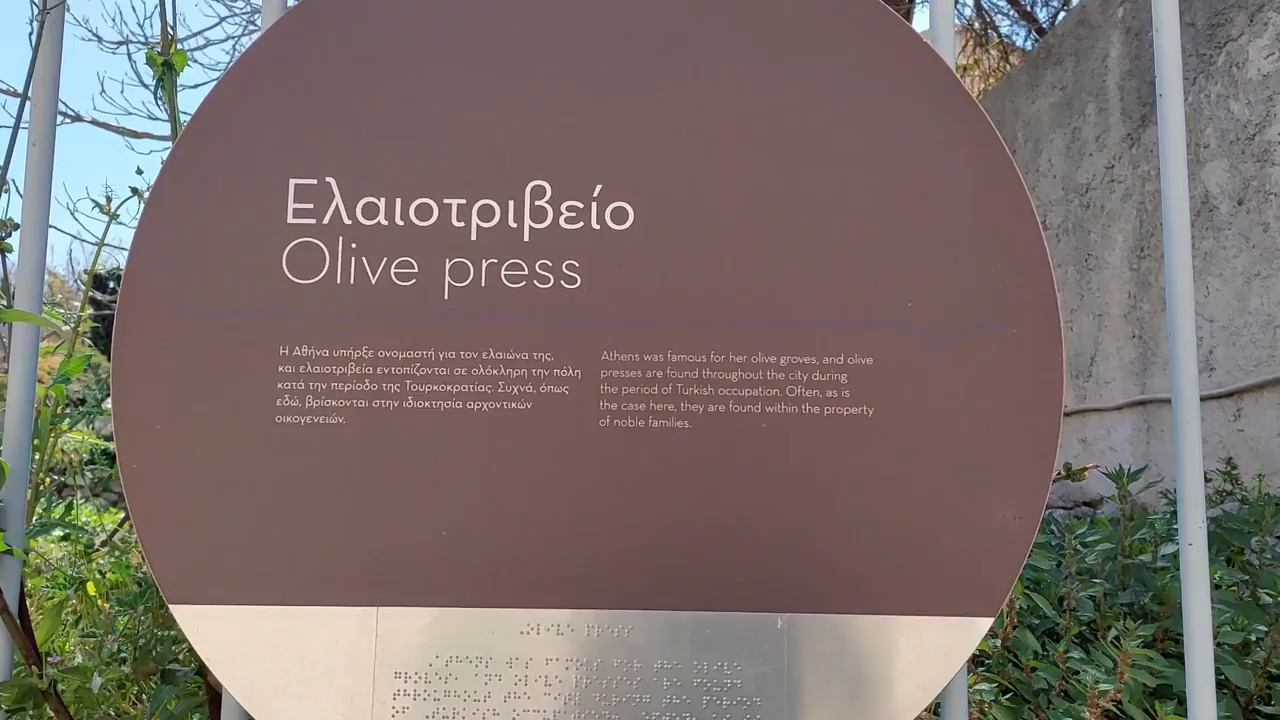 Ελαιοτριβείο
Olive press
Η Αθήνα υπήρξε ονομαστή για τον ελαιώνα της,
και ελαιοτριβεία εντοπίζονται σε ολόκληρη την πόλη
κατά την περίοδο της Τουρκοκρατίας. Συχνά, όπως
εδώ, βρίσκονται στην ιδιοκτησία αρχοντικών
οικογενειών.
Athens was famous for her olive groves, and olive
presses are found throughout the city during
the period of Turkish occupation. Often, as is
the case here, they are found within the property
of noble families.